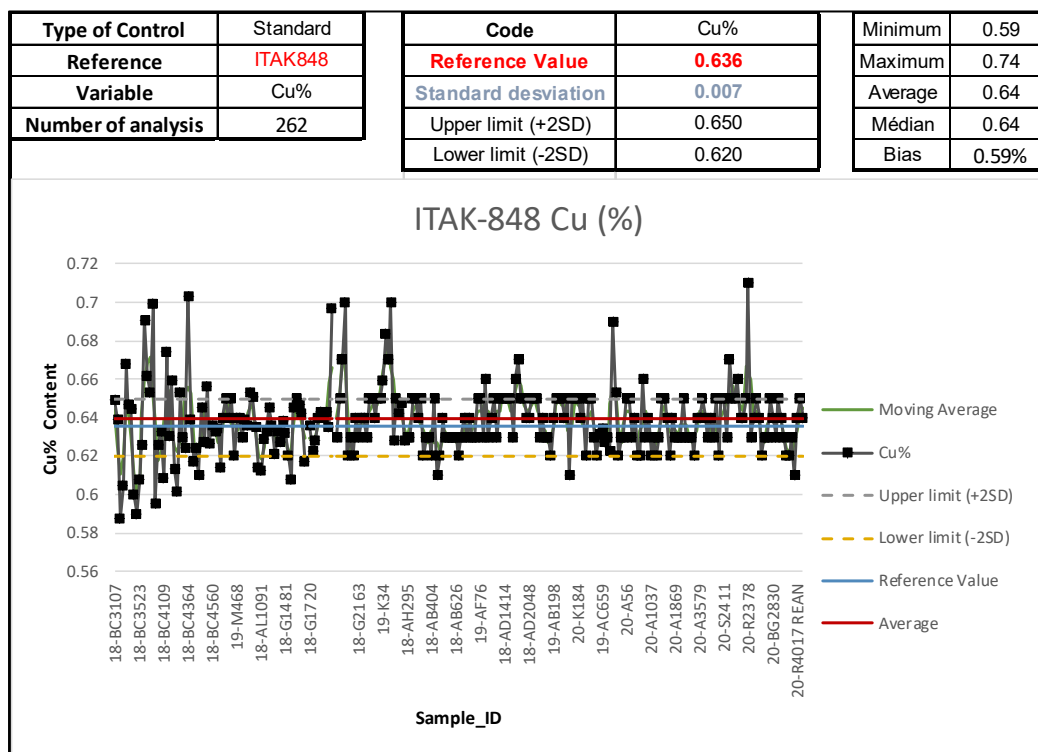 Type of Control Standard
Reference ITAK848
Variable Cu%
Number of analysis 262
Code Cu%
Reference Value 0.636
Standard desviation 0.007
Upper limit (+2SD) 0.650
Lower limit (-2SD) 0.620
Minimum 0.59
Maximum 0.74
Average 0.64
Médian 0.64
Bias 0.59%
ITAK-848 Cu (%)
Cu% Content
0.72
0.7
0.68
0.66
0.64
0.62
0.6
0.58
0.56
18-BC3107
18-BC3523
18-BC4109
18-BC4364
18-BC4560
19-M468
18-AL1091
18-G1481
18-G1720
18-G2163
19-K34
18-AH295
18-AB404
18-AB626
19-AF76
18-AD1414
18-AD2048
19-AB198
20-K184
19-AC659
20-A56
20-A1037
20-A1869
20-A3579
20-S2411
20-R2378
20-BG2830
20-R4017 REAN
Sample_ID
Moving Average
Cu%
Upper limit (+2SD)
Lower limit (-2SD)
Reference Value
Average